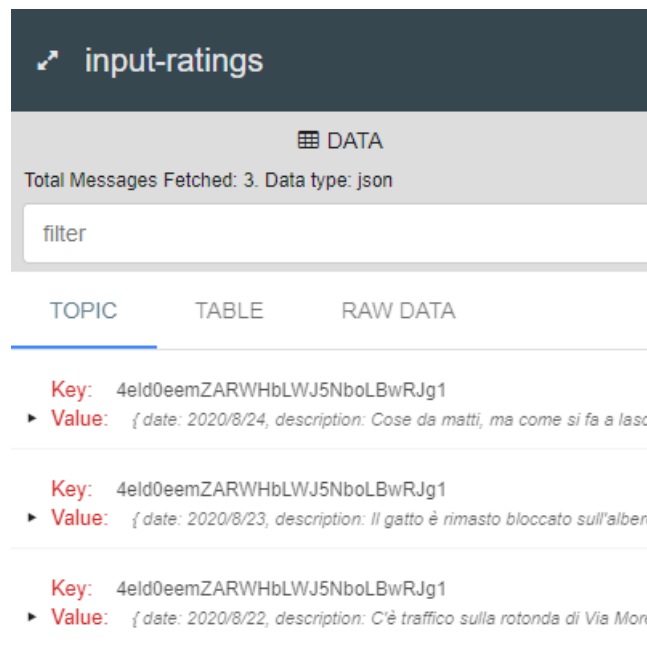 input-ratings
DATA
Total Messages Fetched: 3. Data type: json
filter
TOPIC TABLE RAW DATA
Key: 4eld0eemZARWHbLWJ5NboLBwRJg1
Value: { date: 2020/8/24, description: Cose da matti, ma come si fa a
Key: 4eld0eemZARWHbLWJ5NboLBwRJg1
Value: { date: 2020/8/23, description: Il gatto è rimasto bloccato
Key: 4eld0eemZARWHbLWJ5NboLBwRJg1
Value: { date: 2020/8/22, description: C'è traffico sulla rotonda di Via